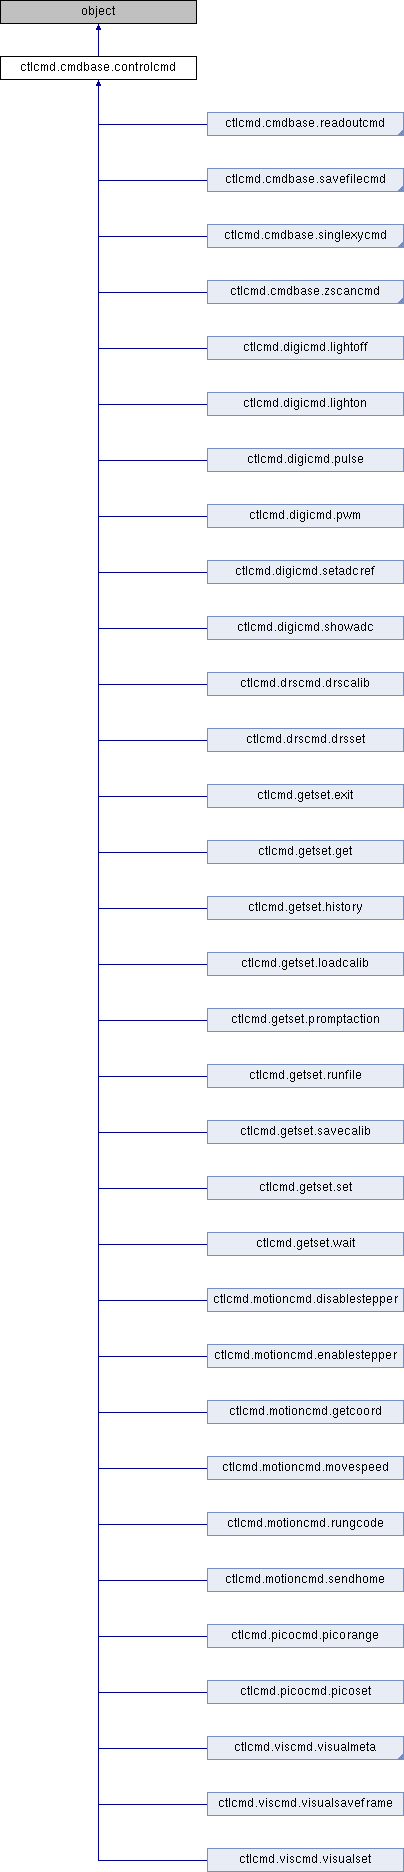 object
ctlcmd.cmdbase.controlcmd
ctlcmd.cmdbase.readoutcmd
ctlcmd.cmdbase.savefilecmd
ctlcmd.cmdbase.singlexycmd
ctlcmd.cmdbase.zscancmd
ctlcmd.digicmd.lightoff
ctlcmd.digicmd.lighton
ctlcmd.digicmd.pulse
ctlcmd.digicmd.pwm
ctlcmd.digicmd.setadcref
ctlcmd.digicmd.showadc
ctlcmd.drscmd.drscalib
ctlcmd.drscmd.drsset
ctlcmd.getset.exit
ctlcmd.getset.get
ctlcmd.getset.history
ctlcmd.getset.loadcalib
ctlcmd.getset.promptaction
ctlcmd.getset.runfile
ctlcmd.getset.savecalib
ctlcmd.getset.set
ctlcmd.getset.wait
ctlcmd.motioncmd.disablestepper
ctlcmd.motioncmd.enablestepper
ctlcmd.motioncmd.getcoord
ctlcmd.motioncmd.movespeed
ctlcmd.motioncmd.rungcode
ctlcmd.motioncmd.sendhome
ctlcmd.picocmd.picorange
ctlcmd.picocmd.picoset
ctlcmd.viscmd.visualmeta
ctlcmd.viscmd.visualsaveframe
ctlcmd.viscmd.visualset